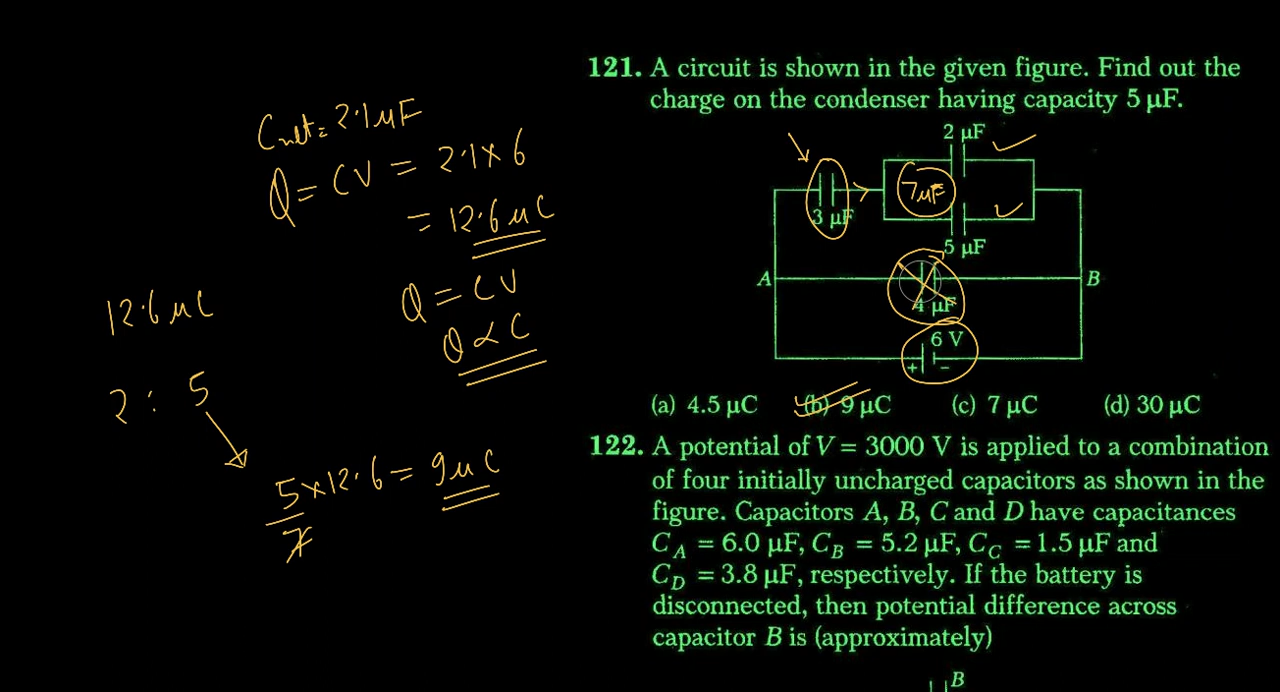 121. A circuit is shown in the given figure. Find out the
charge on the condenser having capacity 5 μF.
2 μF
7μF
3 μF
5 μF
A
B
4 μF
6 V
+ −
(a) 4.5 μC (b) 9 μC (c) 7 μC (d) 30 μC
122. A potential of V = 3000 V is applied to a combination
of four initially uncharged capacitors as shown in the
figure. Capacitors A, B, C and D have capacitances
C_A = 6.0 μF, C_B = 5.2 μF, C_C = 1.5 μF and
C_D = 3.8 μF, respectively. If the battery is
disconnected, then potential difference across
capacitor B is (approximately)
B
Cnet = 2.1 μF
Q = CV = 2.1 × 6
= 12.6 μC
Q = CV
Q ∝ C
12.6 μC
2 : 5
5/7 × 12.6 = 9 μC